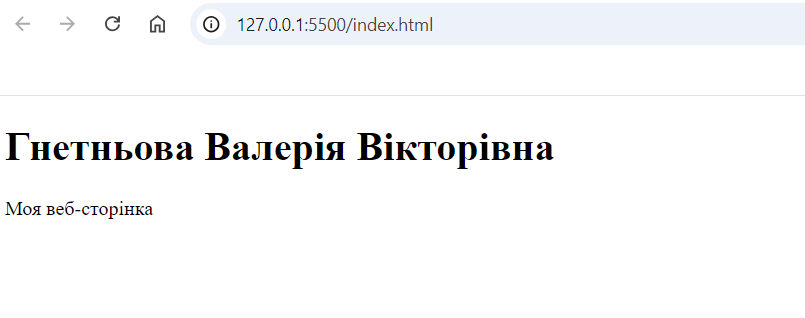 127.0.0.1:5500/index.html
Гнетньова Валерія Вікторівна
Моя веб-сторінка